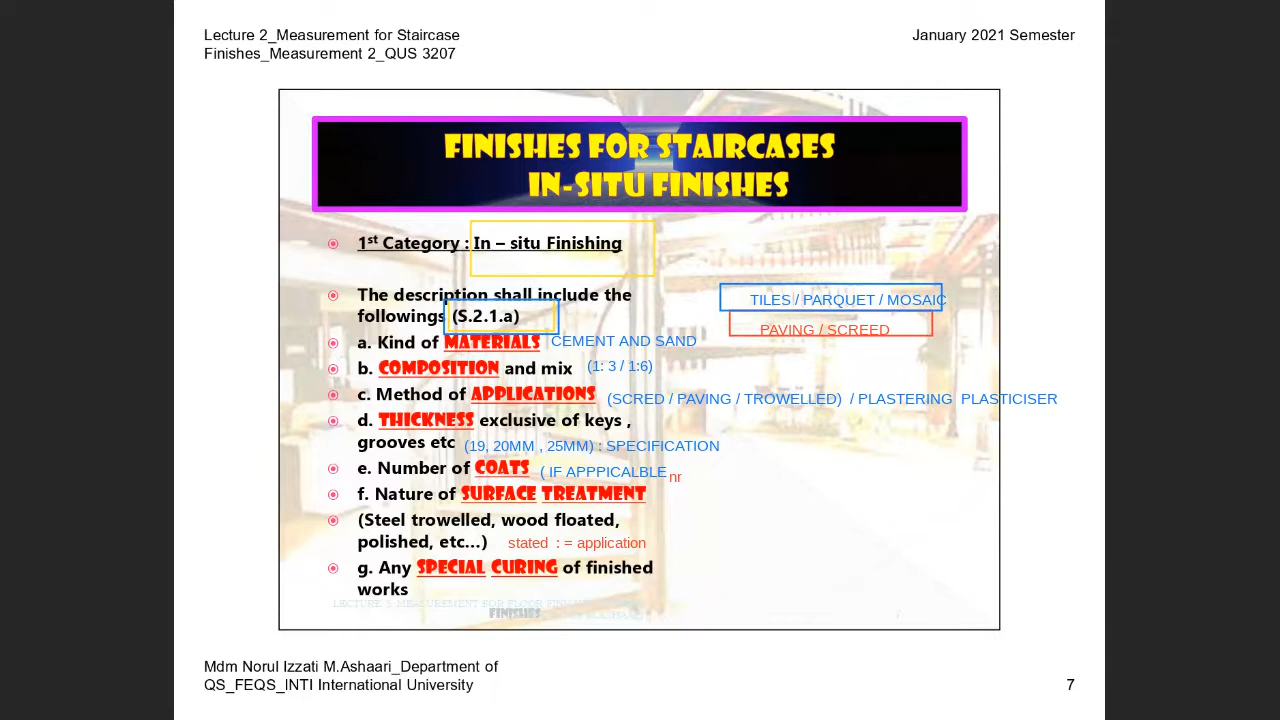 Lecture 2_Measurement for Staircase
Finishes_Measurement 2_QUS 3207
January 2021 Semester
FINISHES FOR STAIRCASES
IN-SITU FINISHES
1st Category : In – situ Finishing
The description shall include the
followings (S.2.1.a)
TILES / PARQUET / MOSAIC
PAVING / SCREED
a. Kind of MATERIALS CEMENT AND SAND
b. COMPOSITION and mix (1: 3 / 1:6)
c. Method of APPLICATIONS (SCRED / PAVING / TROWELLED) / PLASTERING PLASTICISER
d. THICKNESS exclusive of keys ,
grooves etc (19, 20MM , 25MM) : SPECIFICATION
e. Number of COATS ( IF APPPICALBLE nr
f. Nature of SURFACE TREATMENT
(Steel trowelled, wood floated,
polished, etc...) stated : = application
g. Any SPECIAL CURING of finished
works
FINISHES
Mdm Norul Izzati M.Ashaari_Department of
QS_FEQS_INTI International University
7